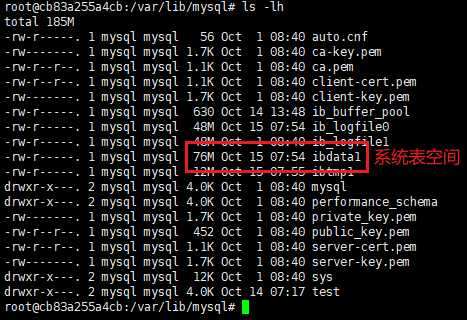 root@cb83a255a4cb:/var/lib/mysql# ls -lh
total 185M
-rw-r-----. 1 mysql mysql 56 Oct 1 08:40 auto.cnf
-rw-------. 1 mysql mysql 1.7K Oct 1 08:40 ca-key.pem
-rw-r--r--. 1 mysql mysql 1.1K Oct 1 08:40 ca.pem
-rw-r--r--. 1 mysql mysql 1.1K Oct 1 08:40 client-cert.pem
-rw-------. 1 mysql mysql 1.7K Oct 1 08:40 client-key.pem
-rw-r-----. 1 mysql mysql 630 Oct 14 13:48 ib_buffer_pool
-rw-r-----. 1 mysql mysql 48M Oct 15 07:54 ib_logfile0
-rw-r-----. 1 mysql mysql 48M Oct 1 08:40 ib_logfile1
-rw-r-----. 1 mysql mysql 76M Oct 15 07:54 ibdata1 系统表空间
-rw-r-----. 1 mysql mysql 12M Oct 15 07:55 ibtmp1
drwxr-x---. 2 mysql mysql 4.0K Oct 1 08:40 mysql
drwxr-x---. 2 mysql mysql 4.0K Oct 1 08:40 performance_schema
-rw-------. 1 mysql mysql 1.7K Oct 1 08:40 private_key.pem
-rw-r--r--. 1 mysql mysql 452 Oct 1 08:40 public_key.pem
-rw-r--r--. 1 mysql mysql 1.1K Oct 1 08:40 server-cert.pem
-rw-------. 1 mysql mysql 1.7K Oct 1 08:40 server-key.pem
drwxr-x---. 2 mysql mysql 12K Oct 1 08:40 sys
drwxr-x---. 2 mysql mysql 4.0K Oct 14 07:17 test
root@cb83a255a4cb:/var/lib/mysql#